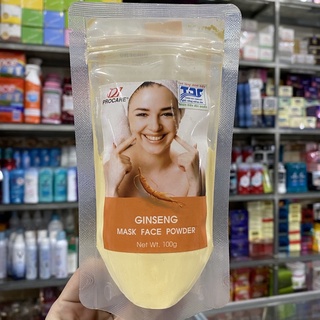 PROCARE
GINSENG
MASK FACE POWDER
Net Wt. 100g